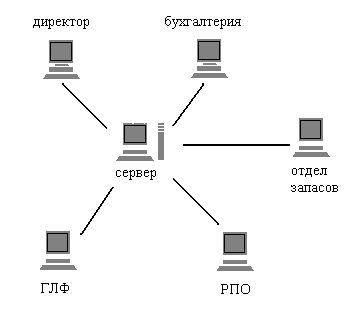 директор
бухгалтерия
сервер
отдел
запасов
ГЛФ
РПО